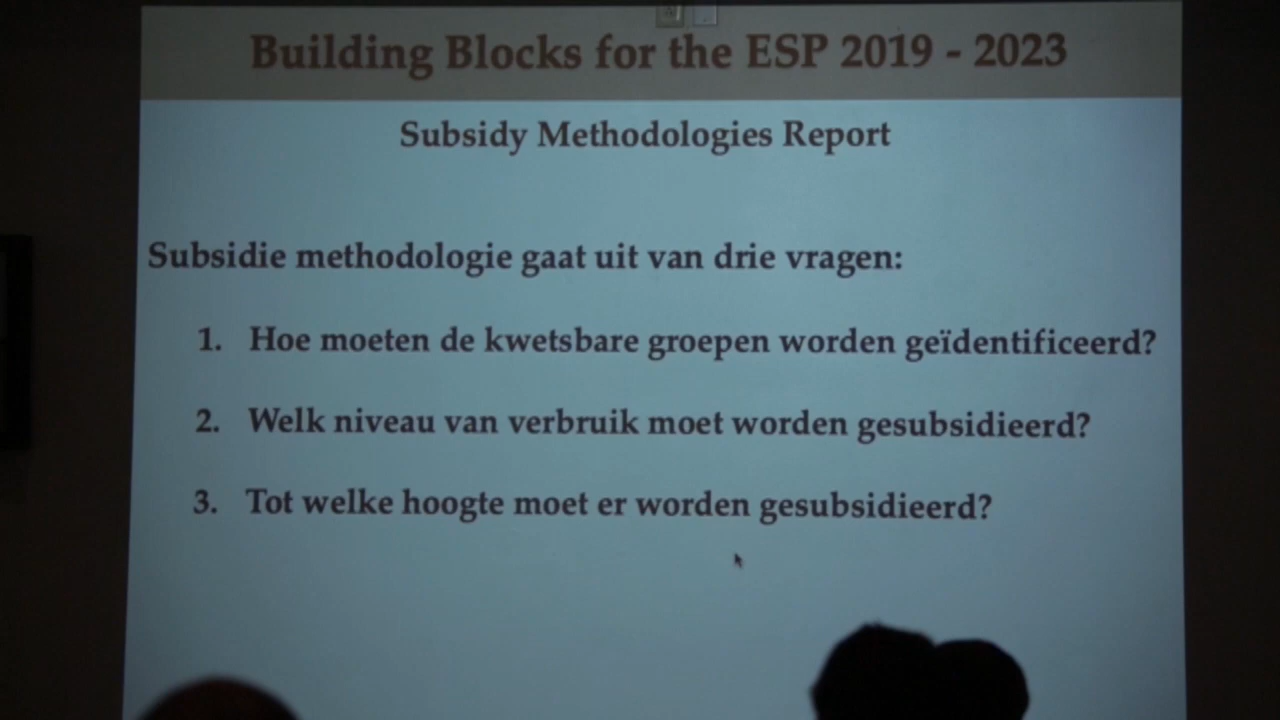 Building Blocks for the ESP 2019 - 2023
Subsidy Methodologies Report
Subsidie methodologie gaat uit van drie vragen:
1. Hoe moeten de kwetsbare groepen worden geïdentificeerd?
2. Welk niveau van verbruik moet worden gesubsidieerd?
3. Tot welke hoogte moet er worden gesubsidieerd?